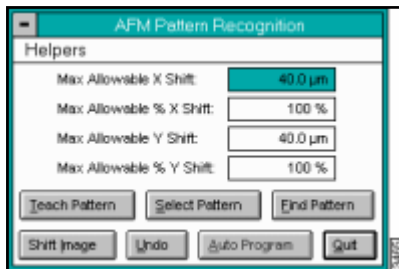 AFM Pattern Recognition
Helpers
Max Allowable X Shift: 40.0 µm
Max Allowable % X Shift: 100 %
Max Allowable Y Shift: 40.0 µm
Max Allowable % Y Shift: 100 %
Teach Pattern Select Pattern Find Pattern
Shift Image Undo Auto Program Quit